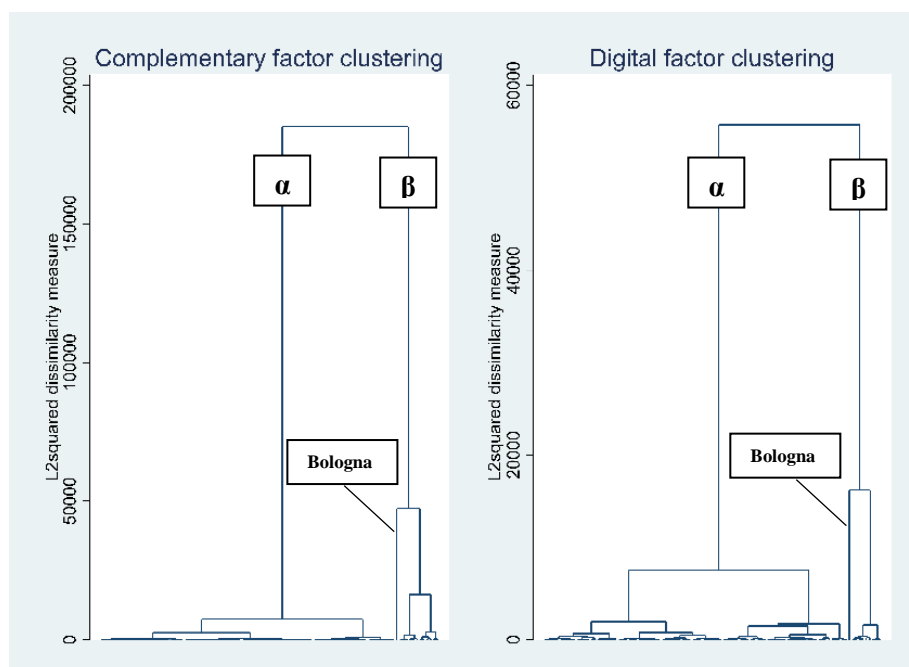 Complementary factor clustering
L2squared dissimilarity measure
200000
150000
100000
50000
0
α
β
Bologna
Digital factor clustering
L2squared dissimilarity measure
60000
40000
20000
0
α
β
Bologna